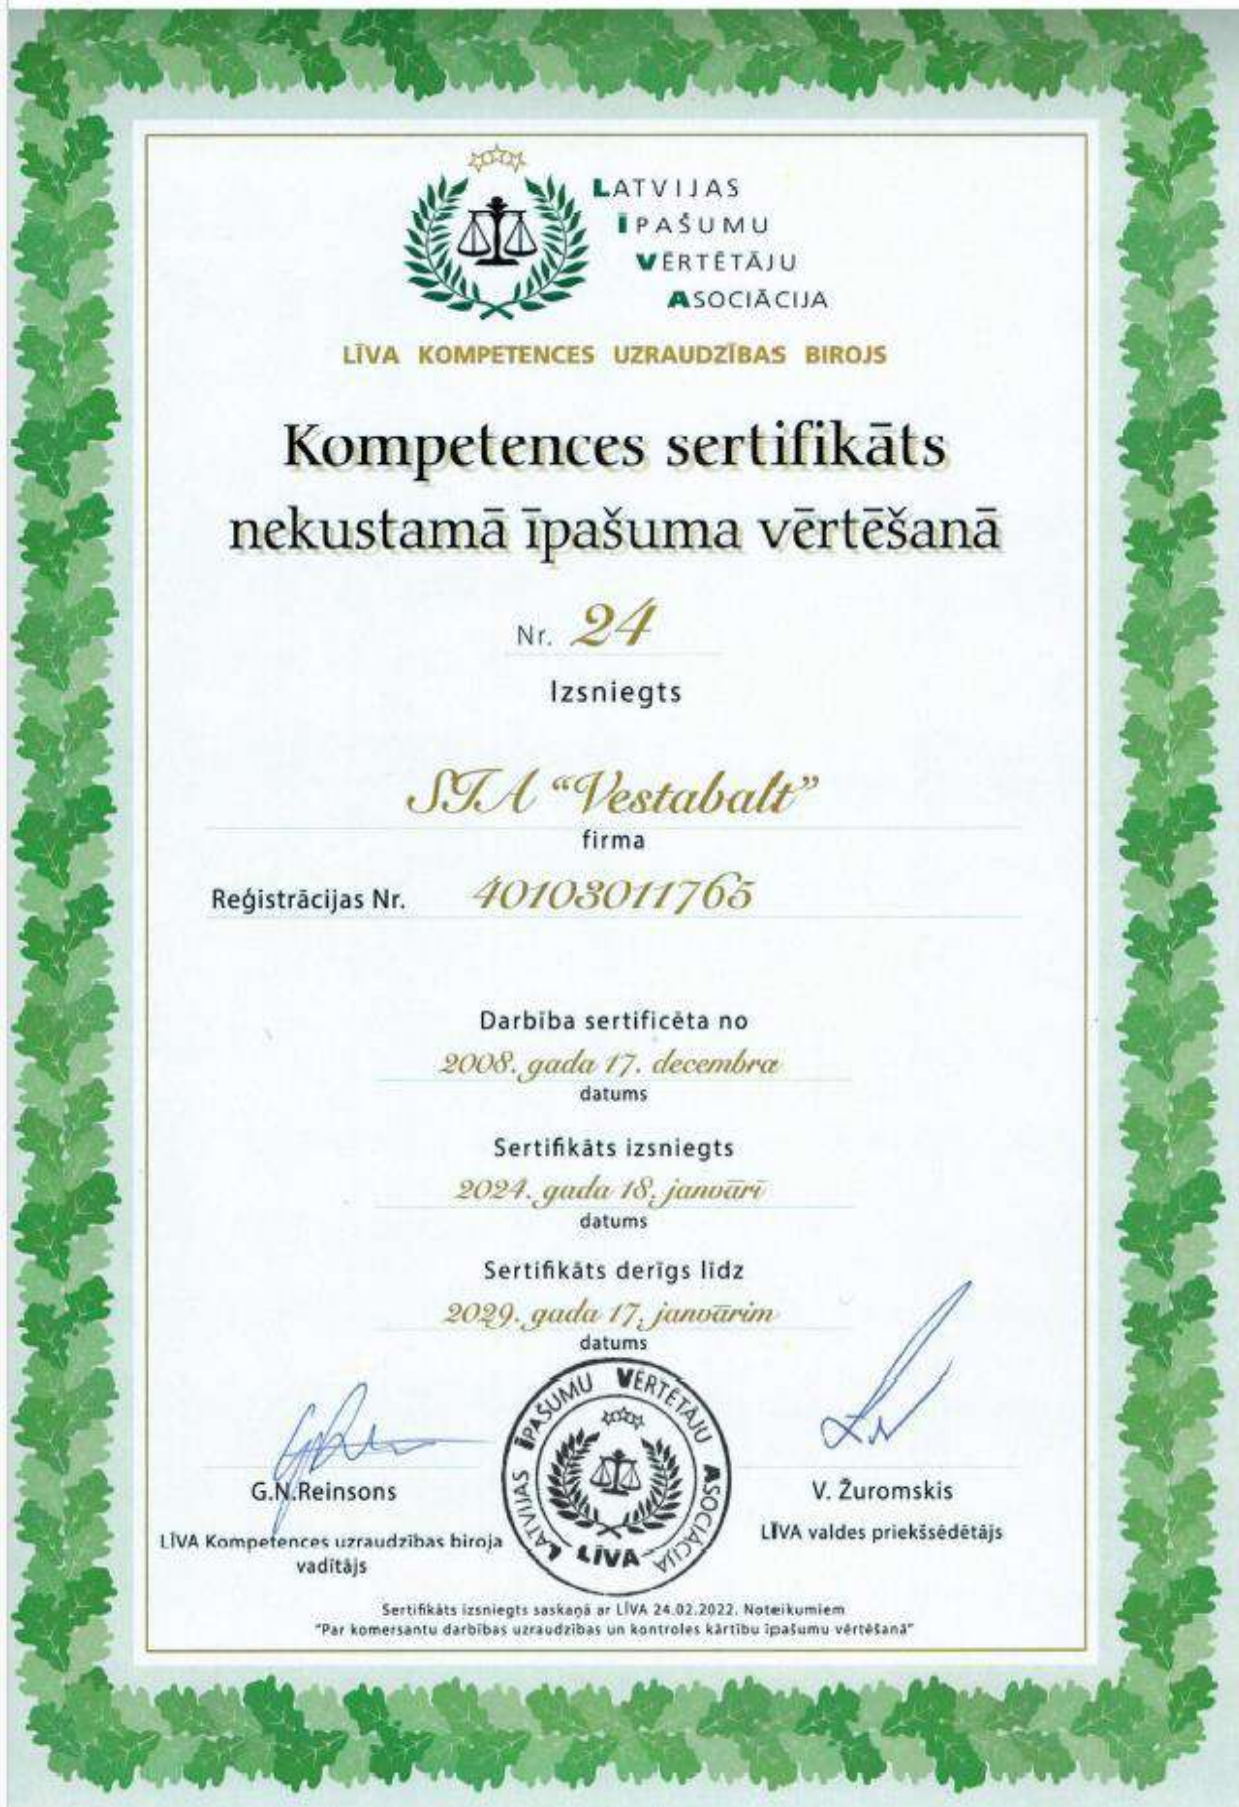 LATVIJAS
ĪPAŠUMU
VĒRTĒTĀJU
ASOCIĀCIJA
LĪVA KOMPETENCES UZRAUDZĪBAS BIROJS
Kompetences sertifikāts
nekustamā īpašuma vērtēšanā
Nr. 24
Izsniegts
SIA “Vestabalt”
firma
Reģistrācijas Nr. 40103011765
Darbība sertificēta no
2008. gada 17. decembra
datums
Sertifikāts izsniegts
2024. gada 18. janvārī
datums
Sertifikāts derīgs līdz
2029. gada 17. janvārim
datums
LATVIJAS ĪPAŠUMU VĒRTĒTĀJU ASOCIĀCIJA
LĪVA
G.N.Reinsons
LĪVA Kompetences uzraudzības biroja
vadītājs
V. Žuromskis
LĪVA valdes priekšsēdētājs
Sertifikāts izsniegts saskaņā ar LĪVA 24.02.2022. Noteikumiem
"Par komersantu darbības uzraudzības un kontroles kārtību īpašumu vērtēšanā"